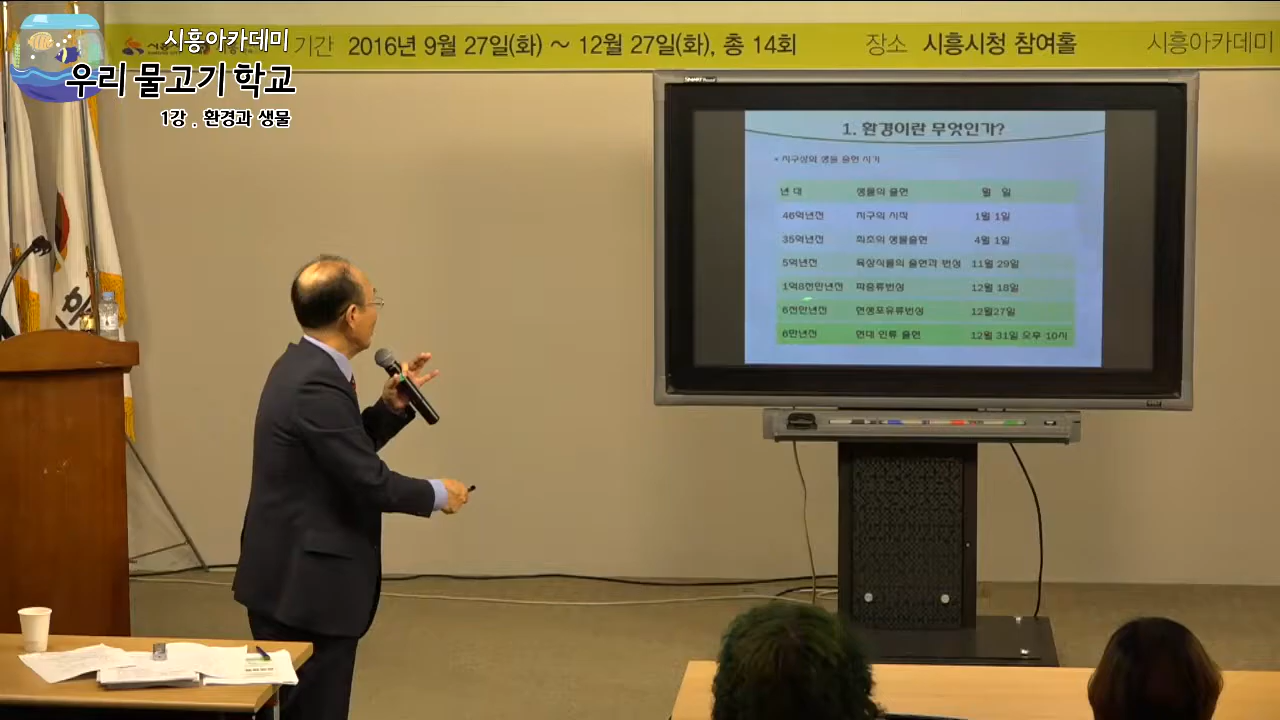 시흥아카데미
우리 물고기 학교
1강 . 환경과 생물
기간 2016년 9월 27일(화) ~ 12월 27일(화), 총 14회 장소 시흥시청 참여홀 시흥아카데미
1. 환경이란 무엇인가?
* 지구상의 생물 출현 시기
년 대 생물의 출현 월 일
46억년전 지구의 시작 1월 1일
35억년전 최초의 생물출현 4월 1일
5억년전 육상식물의 출현과 번성 11월 29일
1억8천만년전 파충류번성 12월 18일
6천만년전 현생포유류번성 12월27일
6만년전 현대 인류 출현 12월 31일 오후 10시